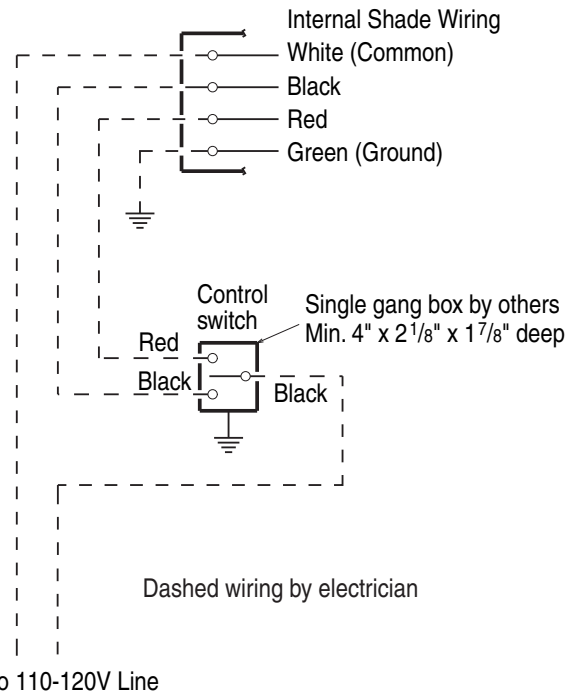 Internal Shade Wiring
White (Common)
Black
Red
Green (Ground)
Control
switch
Single gang box by others
Min. 4" x 2 1/8" x 1 7/8" deep
Red
Black
Black
Dashed wiring by electrician
o 110-120V Line